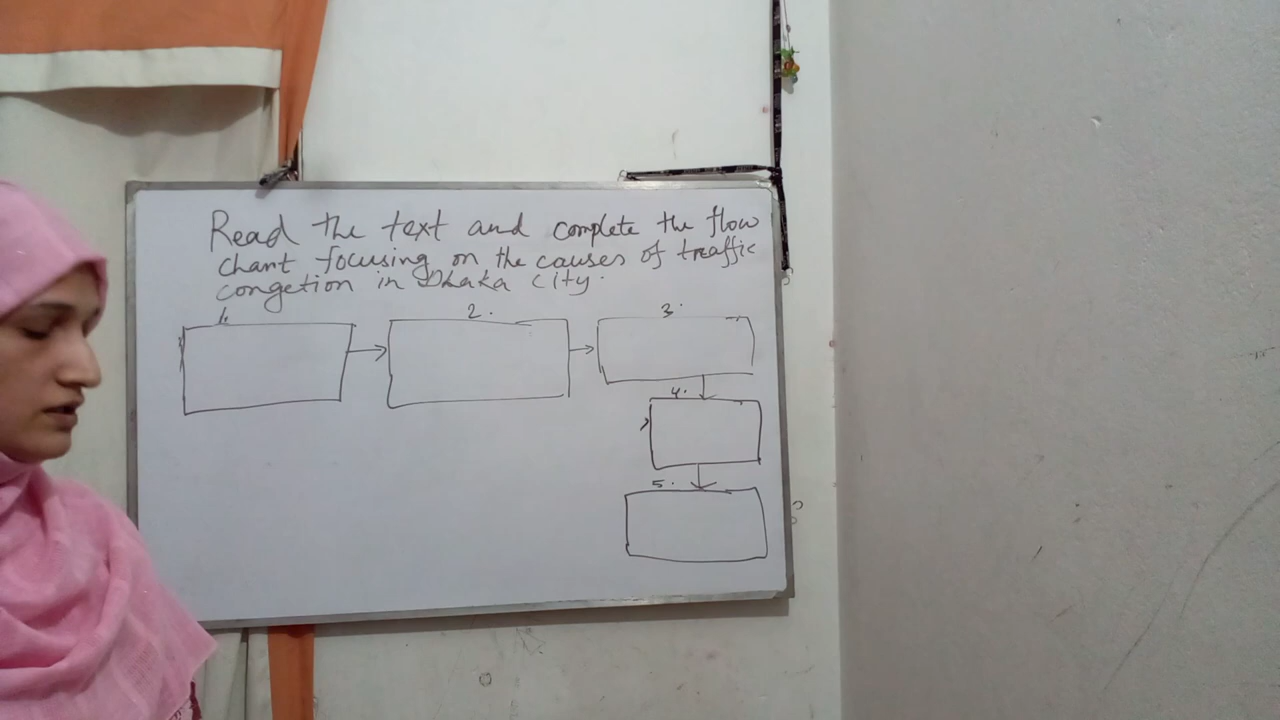 Read the text and complete the flow
chart focusing on the causes of traffic
congetion in Dhaka City.
1.
2.
3.
4.
5.